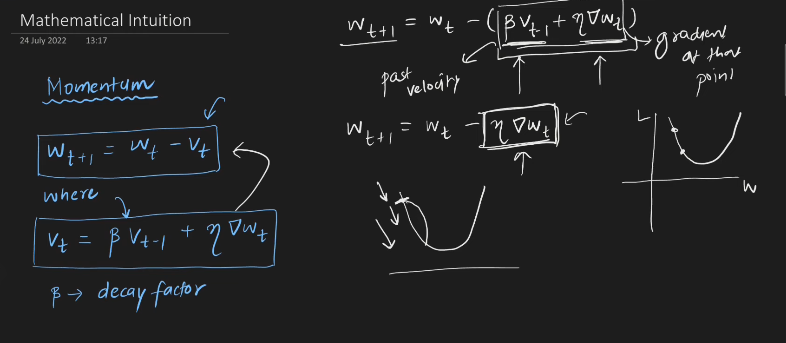 Mathematical Intuition
24 July 2022 13:17
Momentum
w_{t+1} = w_t - v_t
where
v_t = β v_{t-1} + η ∇w_t
β → decay factor
w_{t+1} = w_t - (β v_{t-1} + η ∇w_t)
past velocity
gradient at that point
w_{t+1} = w_t - η ∇w_t
L
w